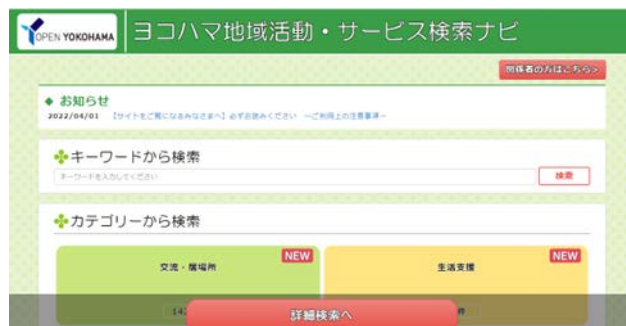 OPEN YOKOHAMA
ヨコハマ地域活動・サービス検索ナビ
関係者の方はこちら>
◆ お知らせ
2022/04/01 【サイトをご覧になるみなさまへ】必ずお読みください ーご利用上の注意事項ー
キーワードから検索
キーワードを入力してください
検索
カテゴリーから検索
交流・居場所
NEW
生活支援
NEW
詳細検索へ